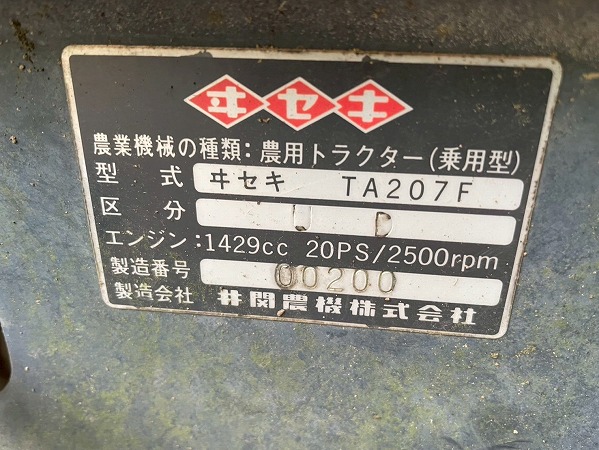 ヰセキ
農業機械の種類:農用トラクター(乗用型)
型式 ヰセキ TA207F
区分 U D
エンジン:1429cc 20PS/2500rpm
製造番号 00200
製造会社 井関農機株式会社